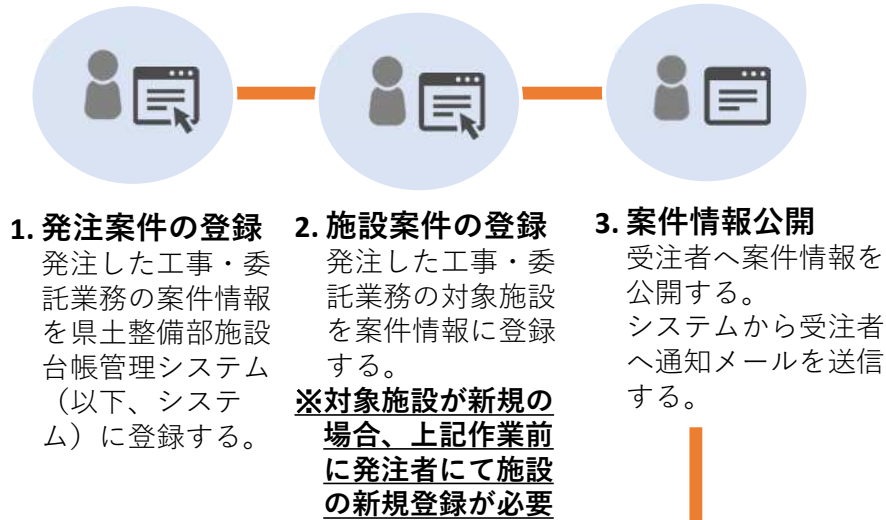 1. 発注案件の登録
発注した工事・委
託業務の案件情報
を県土整備部施設
台帳管理システム
（以下、システ
ム）に登録する。
2. 施設案件の登録
発注した工事・委
託業務の対象施設
を案件情報に登録
する。
※対象施設が新規の
場合、上記作業前
に発注者にて施設
の新規登録が必要
3. 案件情報公開
受注者へ案件情報を
公開する。
システムから受注者
へ通知メールを送信
する。